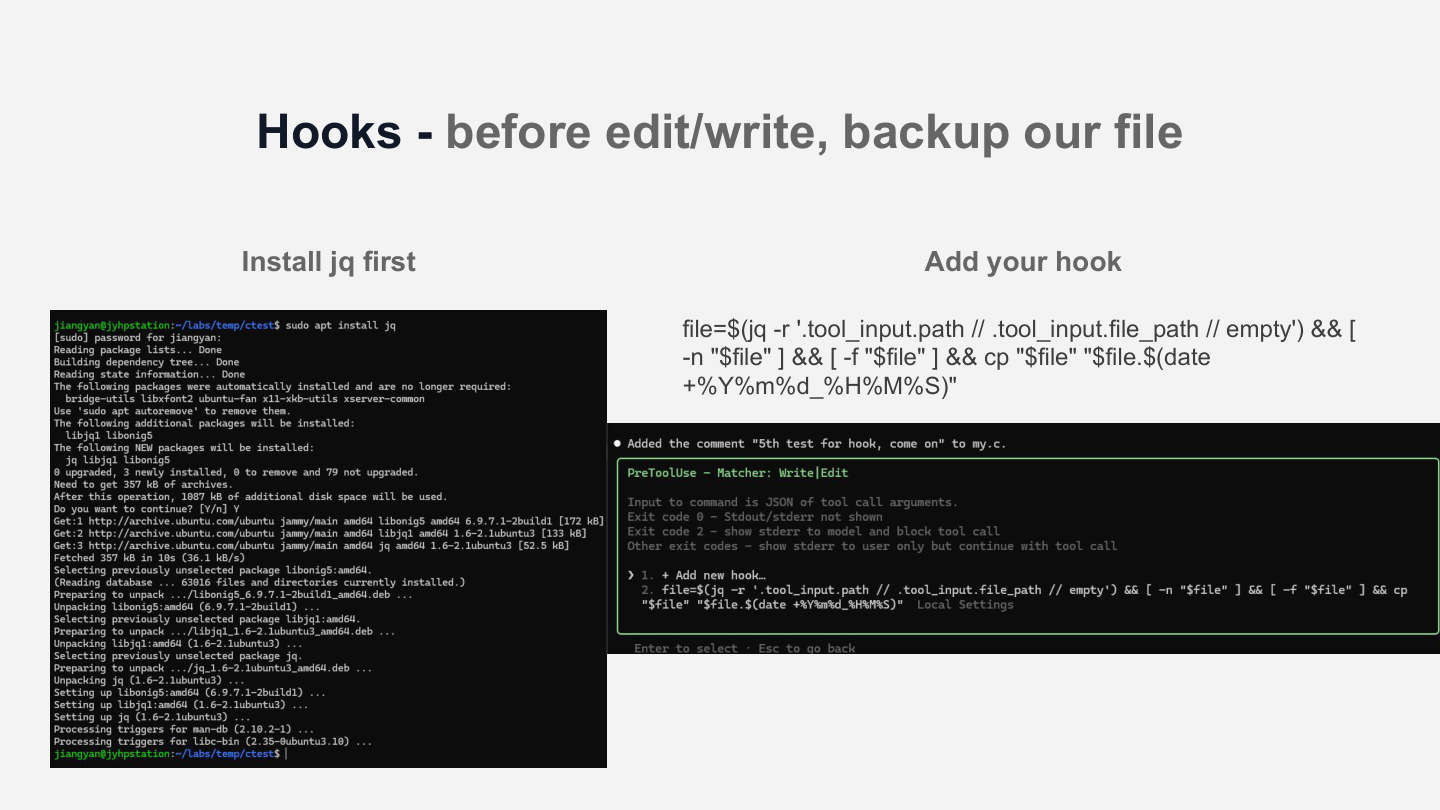 Hooks - before edit/write, backup our file
Install jq first
jiangyan@jyhpstation:~/labs/temp/ctest$ sudo apt install jq
[sudo] password for jiangyan:
Reading package lists... Done
Building dependency tree... Done
Reading state information... Done
The following packages were automatically installed and are no longer required:
  bridge-utils libxfont2 ubuntu-fan x11-xkb-utils xserver-common
Use 'sudo apt autoremove' to remove them.
The following additional packages will be installed:
  libjq1 libonig5
The following NEW packages will be installed:
  jq libjq1 libonig5
0 upgraded, 3 newly installed, 0 to remove and 79 not upgraded.
Need to get 357 kB of archives.
After this operation, 1087 kB of additional disk space will be used.
Do you want to continue? [Y/n] Y
Get:1 http://archive.ubuntu.com/ubuntu jammy/main amd64 libonig5 amd64 6.9.7.1-2build1 [172 kB]
Get:2 http://archive.ubuntu.com/ubuntu jammy/main amd64 libjq1 amd64 1.6-2.1ubuntu3 [133 kB]
Get:3 http://archive.ubuntu.com/ubuntu jammy/main amd64 jq amd64 1.6-2.1ubuntu3 [52.5 kB]
Fetched 357 kB in 10s (36.1 kB/s)
Selecting previously unselected package libonig5:amd64.
(Reading database ... 63016 files and directories currently installed.)
Preparing to unpack .../libonig5_6.9.7.1-2build1_amd64.deb ...
Unpacking libonig5:amd64 (6.9.7.1-2build1) ...
Selecting previously unselected package libjq1:amd64.
Preparing to unpack .../libjq1_1.6-2.1ubuntu3_amd64.deb ...
Unpacking libjq1:amd64 (1.6-2.1ubuntu3) ...
Selecting previously unselected package jq.
Preparing to unpack .../jq_1.6-2.1ubuntu3_amd64.deb ...
Unpacking jq (1.6-2.1ubuntu3) ...
Setting up libonig5:amd64 (6.9.7.1-2build1) ...
Setting up libjq1:amd64 (1.6-2.1ubuntu3) ...
Setting up jq (1.6-2.1ubuntu3) ...
Processing triggers for man-db (2.10.2-1) ...
Processing triggers for libc-bin (2.35-0ubuntu3.10) ...
jiangyan@jyhpstation:~/labs/temp/ctest$
Add your hook
file=$(jq -r '.tool_input.path // .tool_input.file_path // empty') && [
-n "$file" ] && [ -f "$file" ] && cp "$file" "$file.$(date
+%Y%m%d_%H%M%S)"
● Added the comment "5th test for hook, come on" to my.c.
PreToolUse - Matcher: Write|Edit
Input to command is JSON of tool call arguments.
Exit code 0 - Stdout/stderr not shown
Exit code 2 - show stderr to model and block tool call
Other exit codes - show stderr to user only but continue with tool call
❯ 1. + Add new hook…
2. file=$(jq -r '.tool_input.path // .tool_input.file_path // empty') && [ -n "$file" ] && [ -f "$file" ] && cp
"$file" "$file.$(date +%Y%m%d_%H%M%S)"  Local Settings
Enter to select · Esc to go back